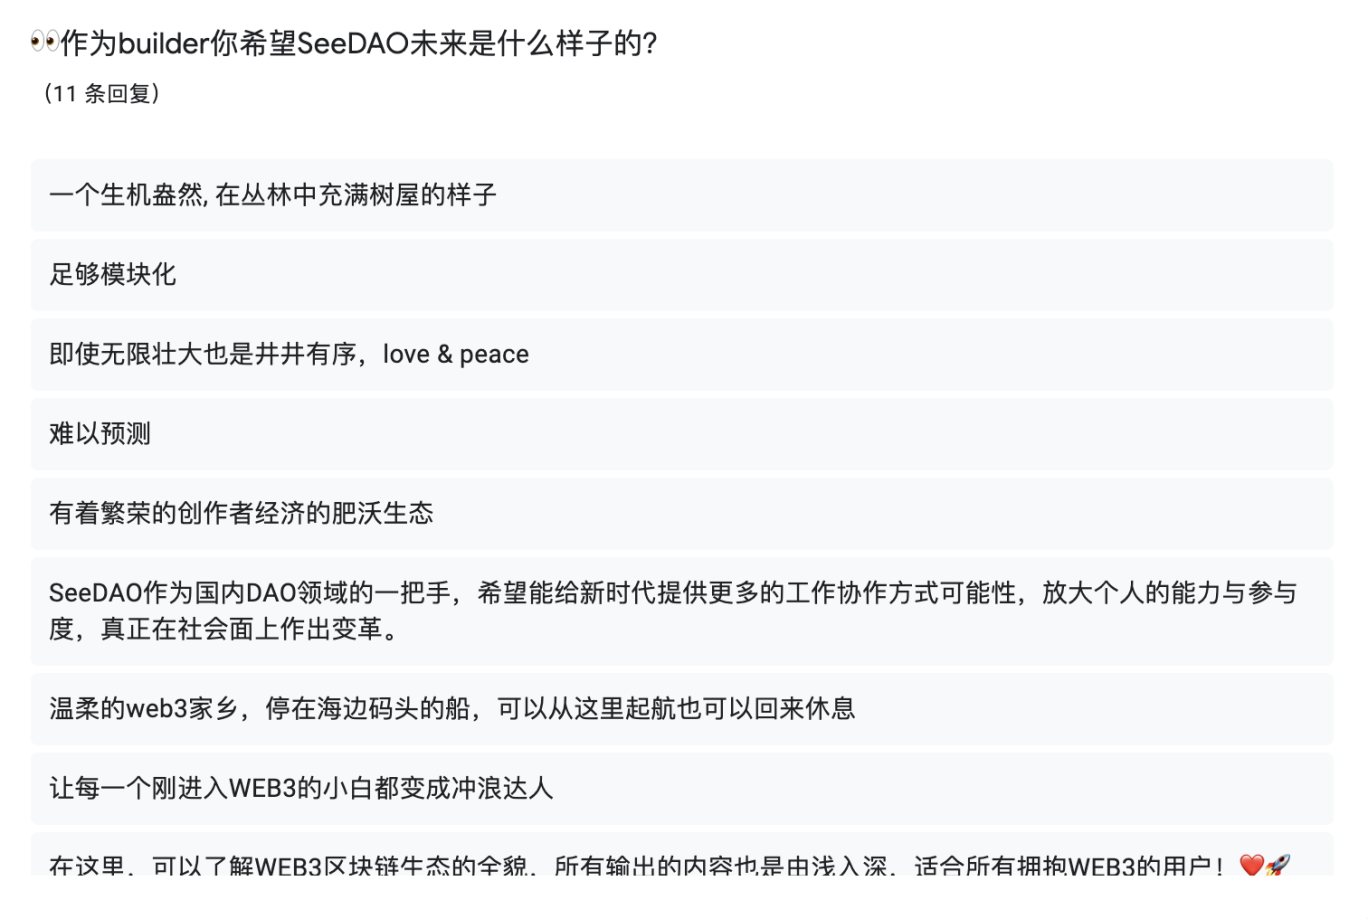 👀作为builder你希望SeeDAO未来是什么样子的?
（11 条回复）
一个生机盎然, 在丛林中充满树屋的样子
足够模块化
即使无限壮大也是井井有序，love & peace
难以预测
有着繁荣的创作者经济的肥沃生态
SeeDAO作为国内DAO领域的一把手，希望能给新时代提供更多的工作协作方式可能性，放大个人的能力与参与
度，真正在社会面上作出变革。
温柔的web3家乡，停在海边码头的船，可以从这里起航也可以回来休息
让每一个刚进入WEB3的小白都变成冲浪达人
在这里，可以了解WEB3区块链生态的全貌，所有输出的内容也是由浅入深，适合所有拥抱WEB3的用户！❤️🚀